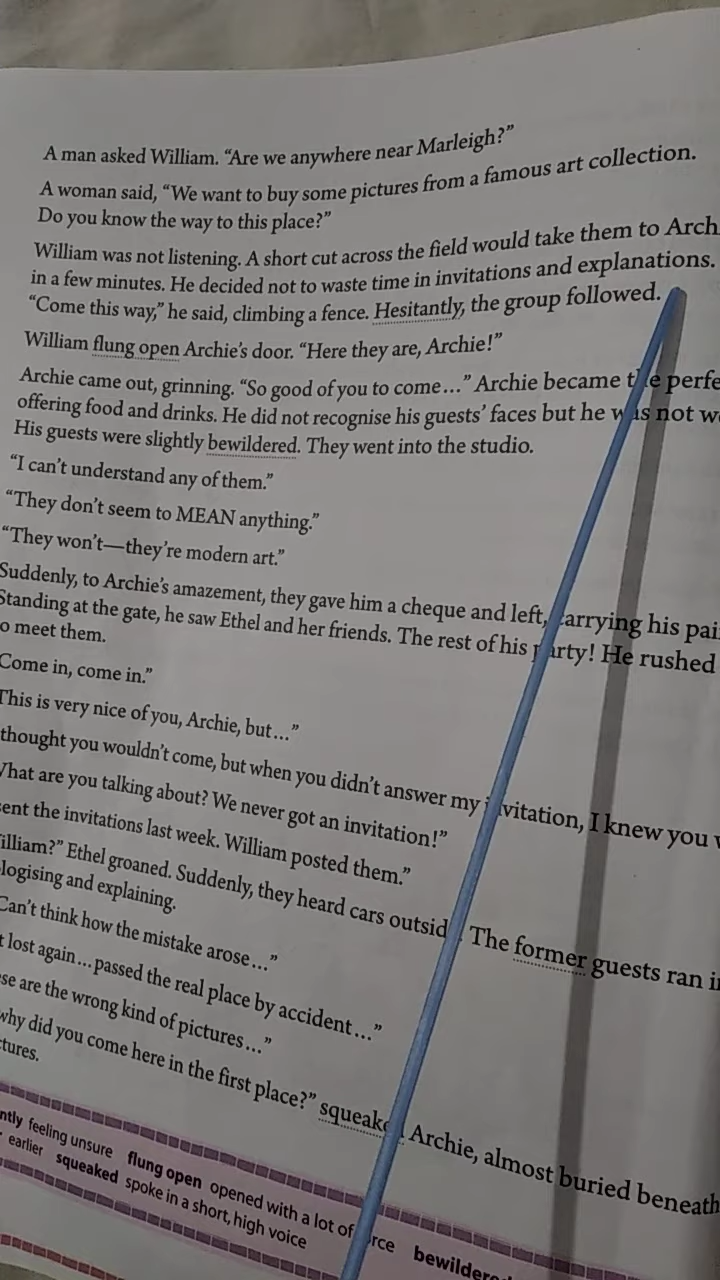 A man asked William. “Are we anywhere near Marleigh?”
A woman said, “We want to buy some pictures from a famous art collection.
Do you know the way to this place?”
William was not listening. A short cut across the field would take them to Arch
in a few minutes. He decided not to waste time in invitations and explanations.
“Come this way,” he said, climbing a fence. Hesitantly, the group followed.
William flung open Archie’s door. “Here they are, Archie!”
Archie came out, grinning. “So good of you to come…” Archie became the perfe
offering food and drinks. He did not recognise his guests’ faces but he was not w
His guests were slightly bewildered. They went into the studio.
“I can’t understand any of them.”
“They don’t seem to MEAN anything.”
“They won’t—they’re modern art.”
Suddenly, to Archie’s amazement, they gave him a cheque and left, carrying his pai
Standing at the gate, he saw Ethel and her friends. The rest of his party! He rushed
o meet them.
Come in, come in.”
This is very nice of you, Archie, but…”
thought you wouldn’t come, but when you didn’t answer my invitation, I knew you
What are you talking about? We never got an invitation!”
sent the invitations last week. William posted them.”
illiam?” Ethel groaned. Suddenly, they heard cars outside. The former guests ran i
logising and explaining.
Can’t think how the mistake arose…”
t lost again…passed the real place by accident…”
se are the wrong kind of pictures…”
why did you come here in the first place?” squeaked Archie, almost buried beneath
tures.
ntly feeling unsure flung open opened with a lot of force bewildere
earlier squeaked spoke in a short, high voice